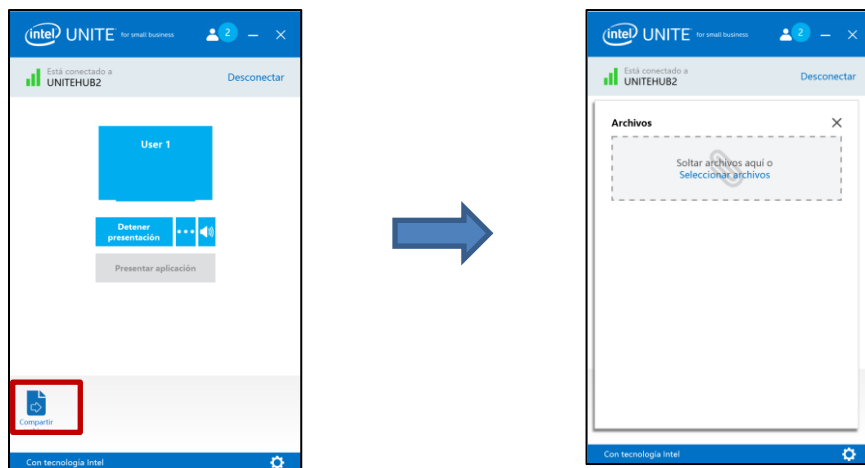 intel UNITE for small business 2
Está conectado a
UNITEHUB2
Desconectar
User 1
Detener
presentación
Presentar aplicación
Compartir
Con tecnología Intel
intel UNITE for small business 2
Está conectado a
UNITEHUB2
Desconectar
Archivos
Soltar archivos aquí o
Seleccionar archivos
Con tecnología Intel